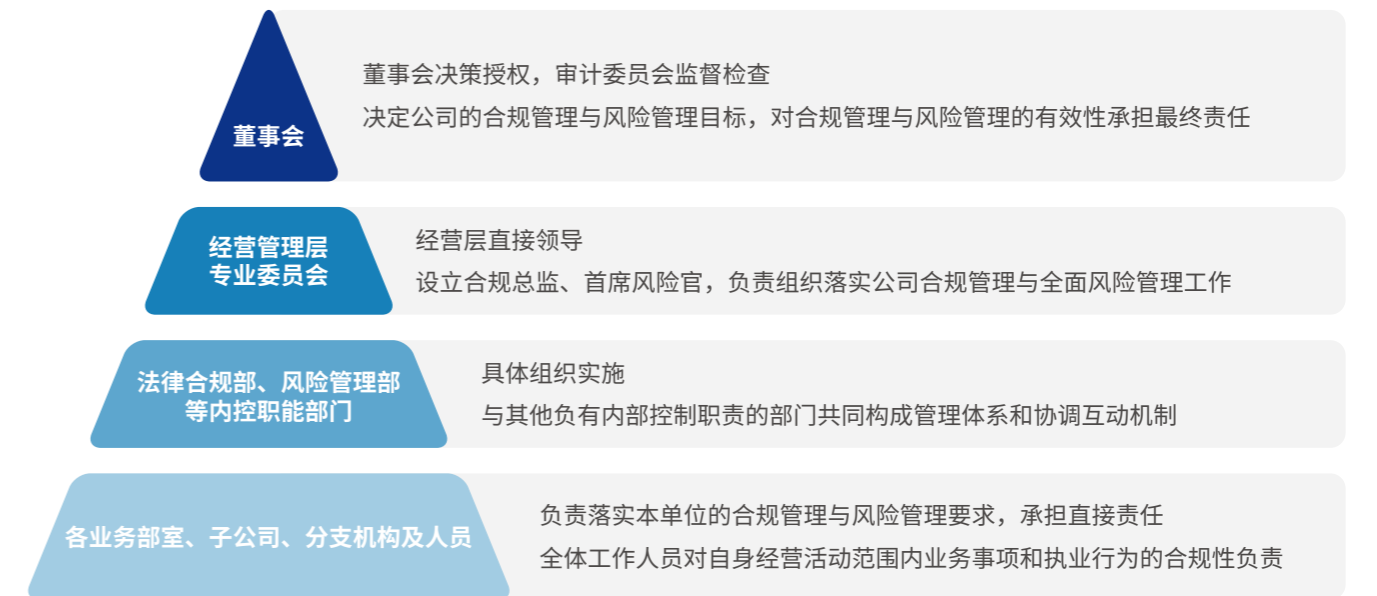 董事会
董事会决策授权，审计委员会监督检查
决定公司的合规管理与风险管理目标，对合规管理与风险管理的有效性承担最终责任
经营管理层
专业委员会
经营层直接领导
设立合规总监、首席风险官，负责组织落实公司合规管理与全面风险管理工作
法律合规部、风险管理部
等内控职能部门
具体组织实施
与其他负有内部控制职责的部门共同构成管理体系和协调互动机制
各业务部室、子公司、分支机构及人员
负责落实本单位的合规管理与风险管理要求，承担直接责任
全体工作人员对自身经营活动范围内业务事项和执业行为的合规性负责